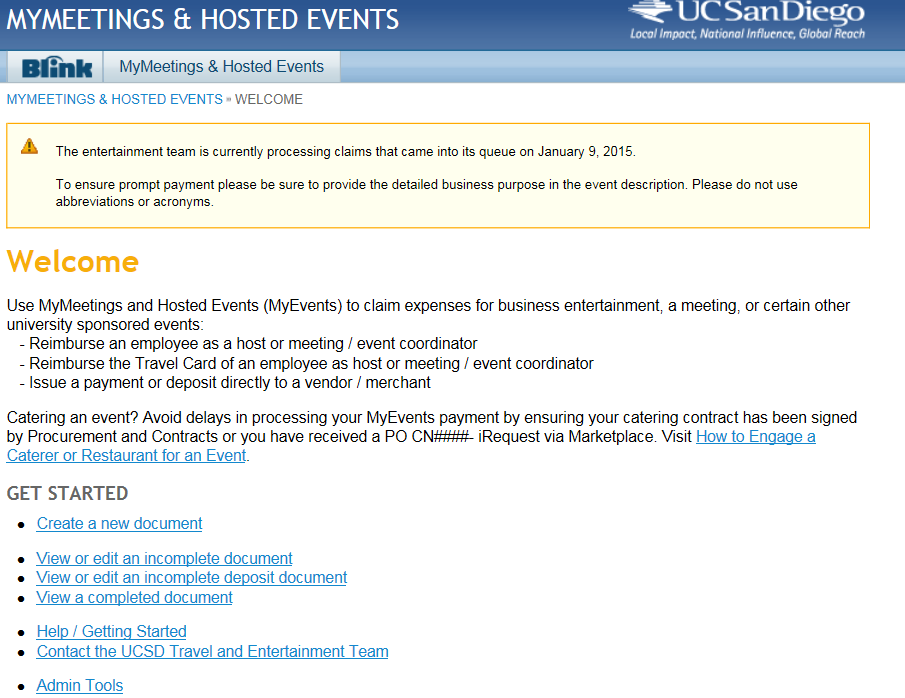 MYMEETINGS & HOSTED EVENTS
UC San Diego
Local Impact, National Influence, Global Reach
Blink
MyMeetings & Hosted Events
MYMEETINGS & HOSTED EVENTS » WELCOME
The entertainment team is currently processing claims that came into its queue on January 9, 2015.
To ensure prompt payment please be sure to provide the detailed business purpose in the event description. Please do not use
abbreviations or acronyms.
Welcome
Use MyMeetings and Hosted Events (MyEvents) to claim expenses for business entertainment, a meeting, or certain other
university sponsored events:
- Reimburse an employee as a host or meeting / event coordinator
- Reimburse the Travel Card of an employee as host or meeting / event coordinator
- Issue a payment or deposit directly to a vendor / merchant
Catering an event? Avoid delays in processing your MyEvents payment by ensuring your catering contract has been signed
by Procurement and Contracts or you have received a PO CN####- iRequest via Marketplace. Visit How to Engage a
Caterer or Restaurant for an Event.
GET STARTED
• Create a new document
• View or edit an incomplete document
• View or edit an incomplete deposit document
• View a completed document
• Help / Getting Started
• Contact the UCSD Travel and Entertainment Team
• Admin Tools